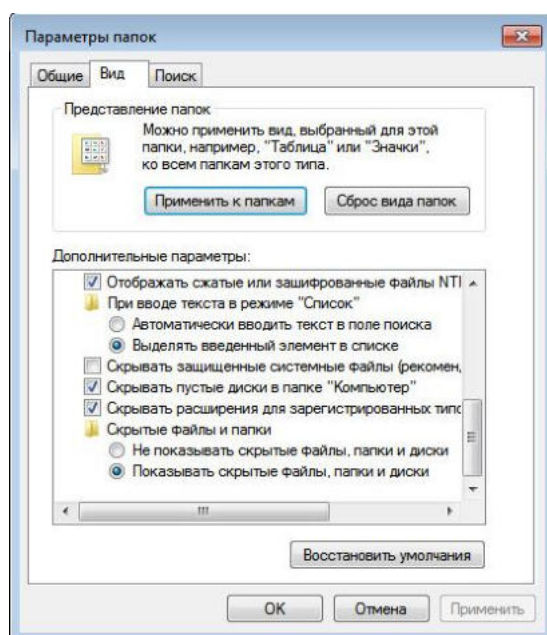 Параметры папок
Общие Вид Поиск
Представление папок
Можно применить вид, выбранный для этой
папки, например, "Таблица" или "Значки",
ко всем папкам этого типа.
Применить к папкам Сброс вида папок
Дополнительные параметры:
Отображать сжатые или зашифрованные файлы NTI
При вводе текста в режиме "Список"
Автоматически вводить текст в поле поиска
Выделять введенный элемент в списке
Скрывать защищенные системные файлы (рекомен,
Скрывать пустые диски в папке "Компьютер"
Скрывать расширения для зарегистрированных типо
Скрытые файлы и папки
Не показывать скрытые файлы, папки и диски
Показывать скрытые файлы, папки и диски
Восстановить умолчания
ОК Отмена Применить